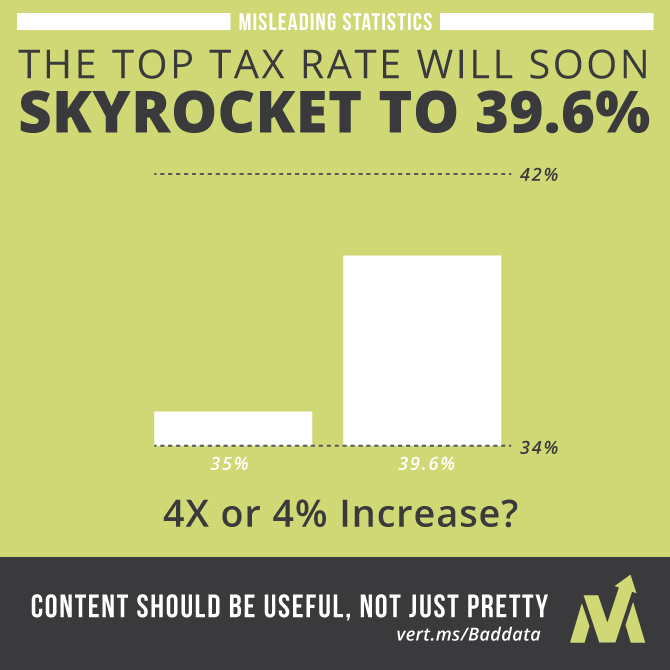 MISLEADING STATISTICS
THE TOP TAX RATE WILL SOON
SKYROCKET TO 39.6%
42%
34%
35% 39.6%
4X or 4% Increase?
CONTENT SHOULD BE USEFUL, NOT JUST PRETTY
vert.ms/Baddata